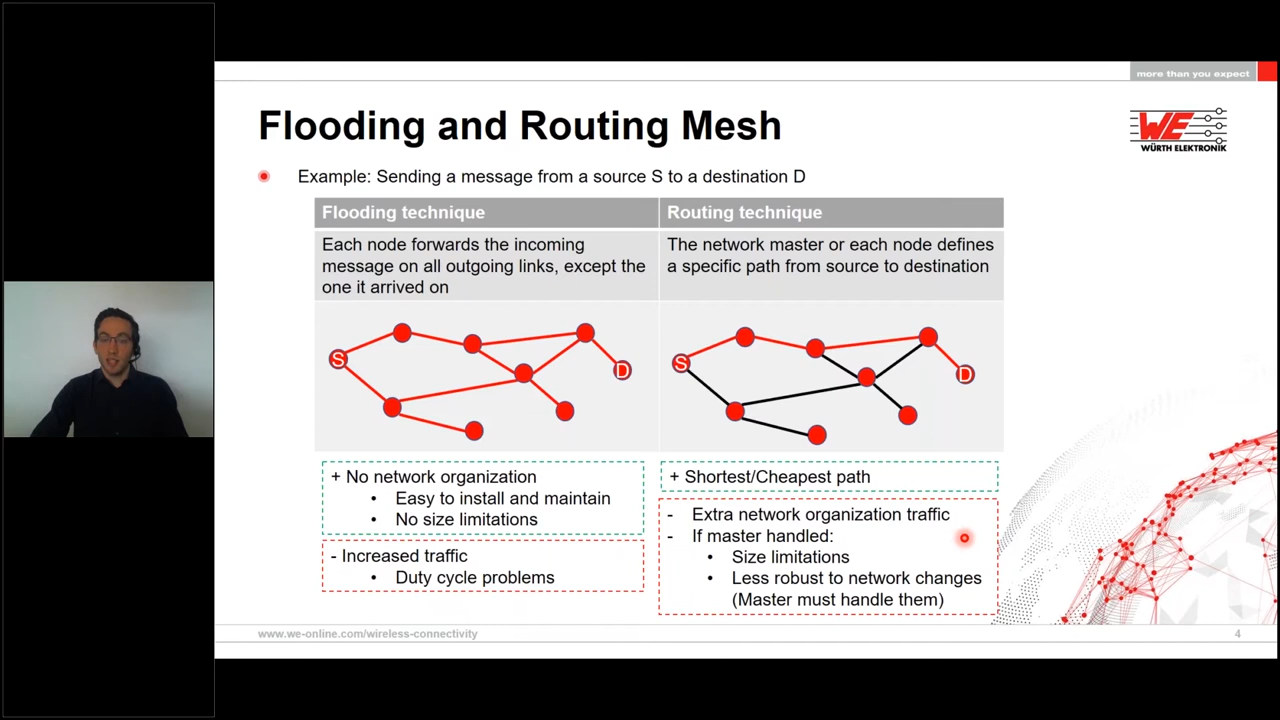 more than you expect
Flooding and Routing Mesh
WE
WÜRTH ELEKTRONIK
Example: Sending a message from a source S to a destination D
Flooding technique
Each node forwards the incoming
message on all outgoing links, except the
one it arrived on
S
D
+ No network organization
• Easy to install and maintain
• No size limitations
- Increased traffic
• Duty cycle problems
Routing technique
The network master or each node defines
a specific path from source to destination
S
D
+ Shortest/Cheapest path
- Extra network organization traffic
- If master handled:
• Size limitations
• Less robust to network changes
(Master must handle them)
www.we-online.com/wireless-connectivity
4